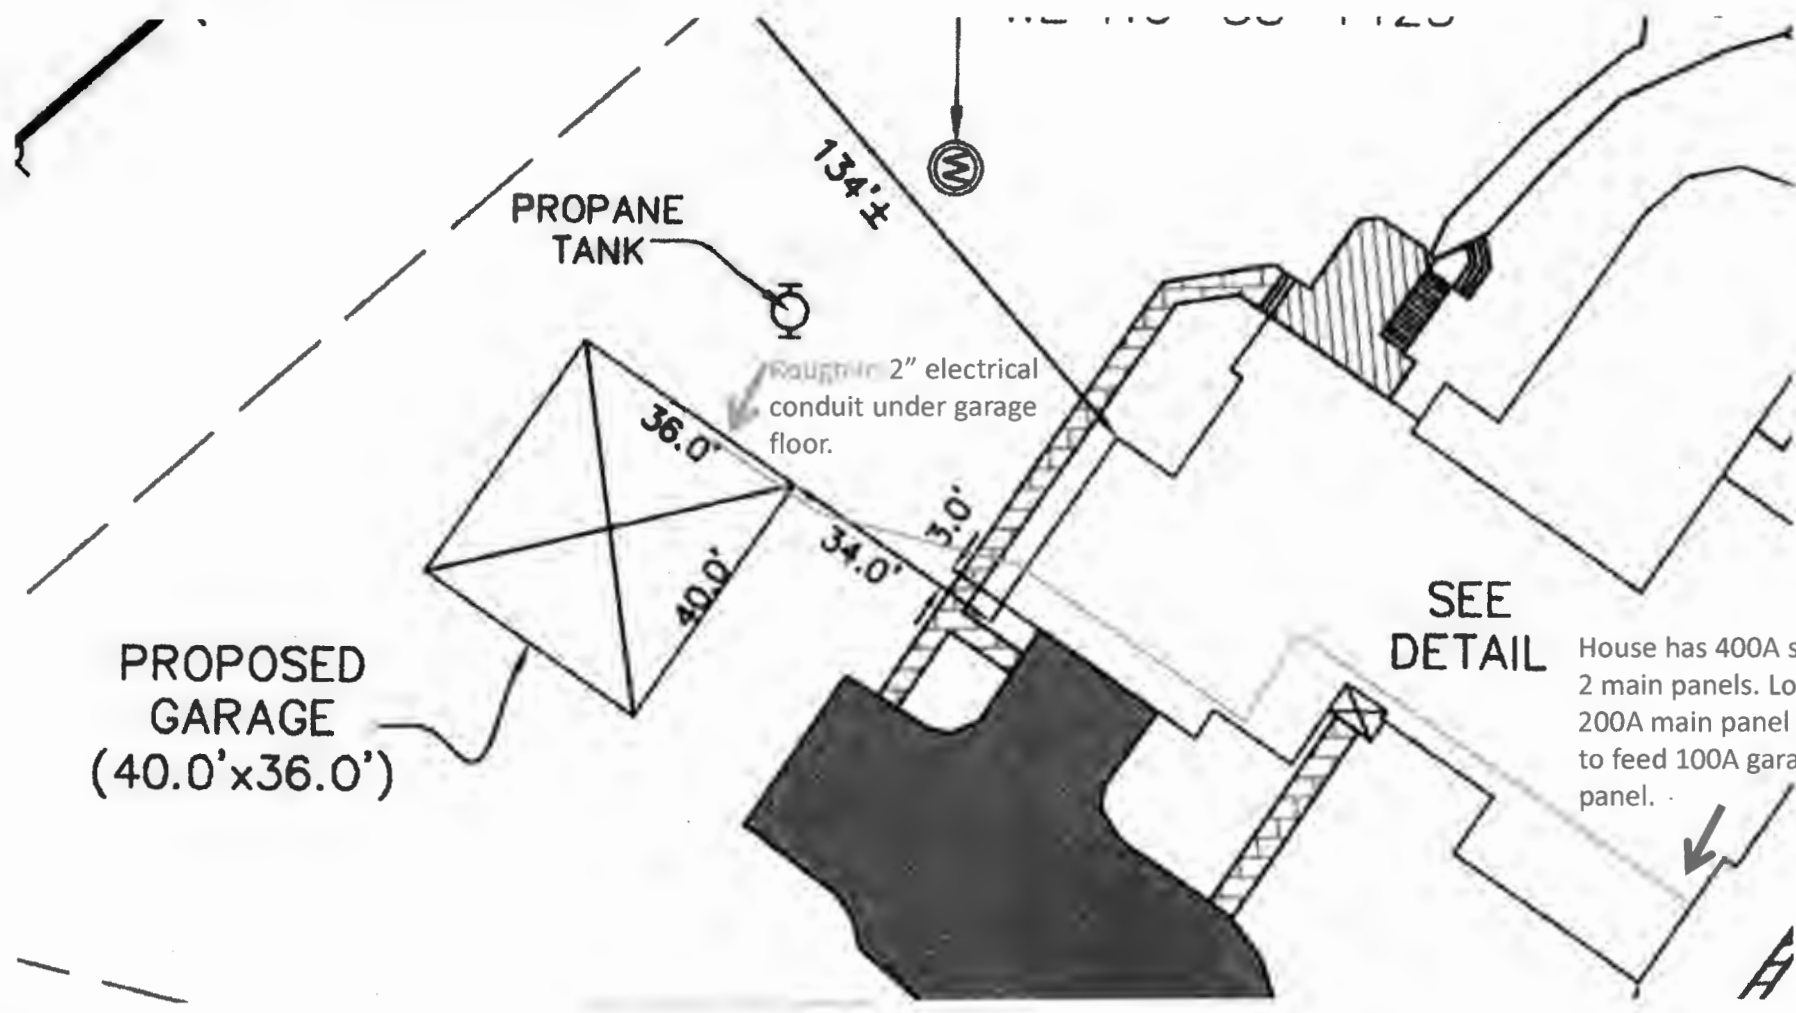 134'±
W
PROPANE
TANK
2” electrical
conduit under garage
floor.
36.0'
3.0'
34.0'
40.0'
PROPOSED
GARAGE
(40.0'x36.0')
SEE
DETAIL
House has 400A s
2 main panels. Lo
200A main panel
to feed 100A gara
panel.